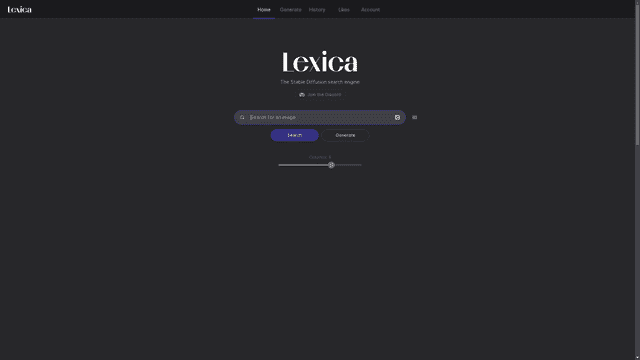 Lexica
Home Generate History Likes Account
Lexica
The Stable Diffusion search engine
Join the Discord
Search for an image
Search Generate